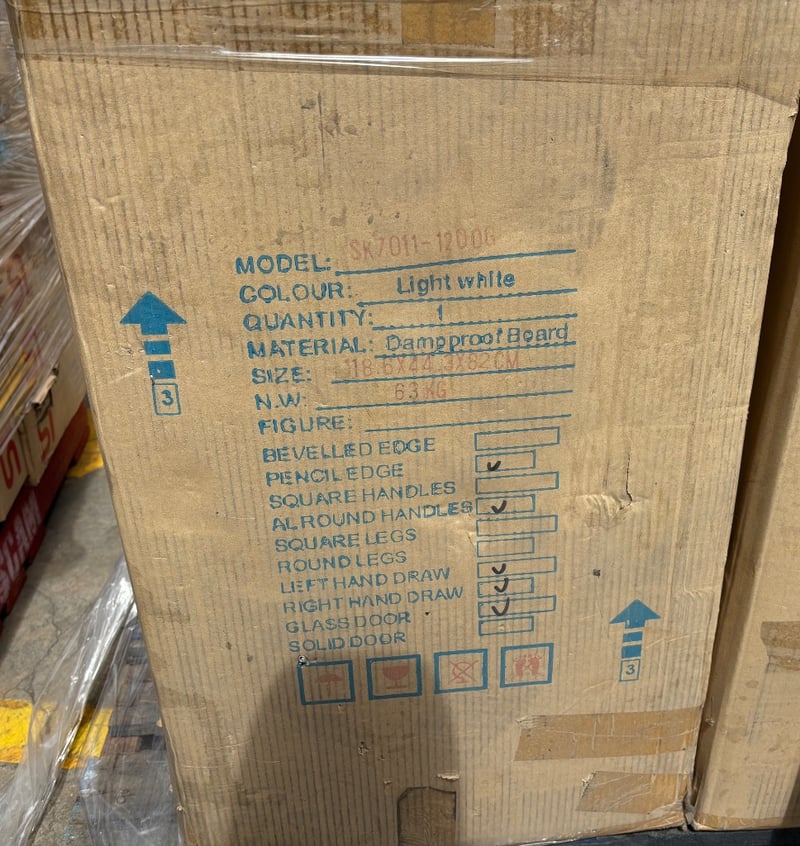 MODEL: SK7011-1200G
COLOUR: Light white
QUANTITY: 1
MATERIAL: Dampproof Board
SIZE:
N.W: 63KG
FIGURE:
BEVELLED EDGE
PENCIL EDGE
SQUARE HANDLES
ALROUND HANDLES
SQUARE LEGS
ROUND LEGS
LEFT HAND DRAW
RIGHT HAND DRAW
GLASS DOOR
SOLID DOOR
3
3